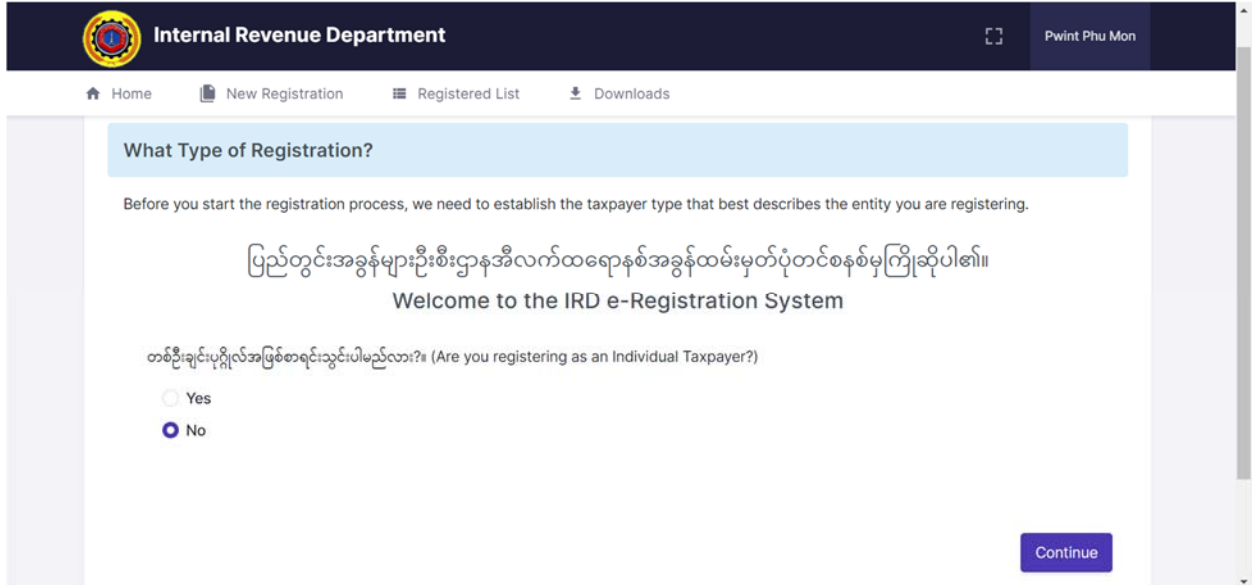 Internal Revenue Department
Pwint Phu Mon
Home New Registration Registered List Downloads
What Type of Registration?
Before you start the registration process, we need to establish the taxpayer type that best describes the entity you are registering.
ပြည်တွင်းအခွန်များဦးစီးဌာနအီလက်ထရောနစ်အခွန်ထမ်းမှတ်ပုံတင်စနစ်မှကြိုဆိုပါ၏။
Welcome to the IRD e-Registration System
တစ်ဦးချင်းပုဂ္ဂိုလ်အဖြစ်စာရင်းသွင်းပါမည်လား?။ (Are you registering as an Individual Taxpayer?)
Yes
No
Continue